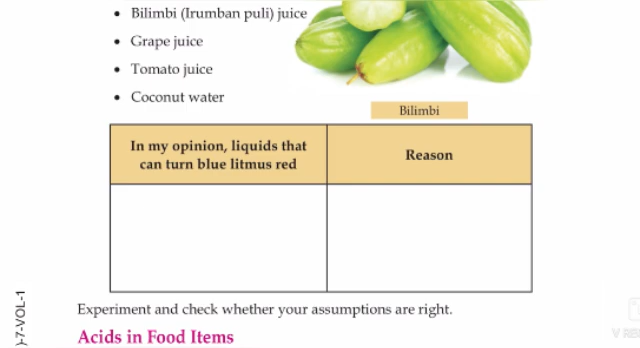 • Bilimbi (Irumban puli) juice
• Grape juice
• Tomato juice
• Coconut water
Bilimbi
In my opinion, liquids that
can turn blue litmus red
Reason
Experiment and check whether your assumptions are right.
Acids in Food Items
-7-VOL-1